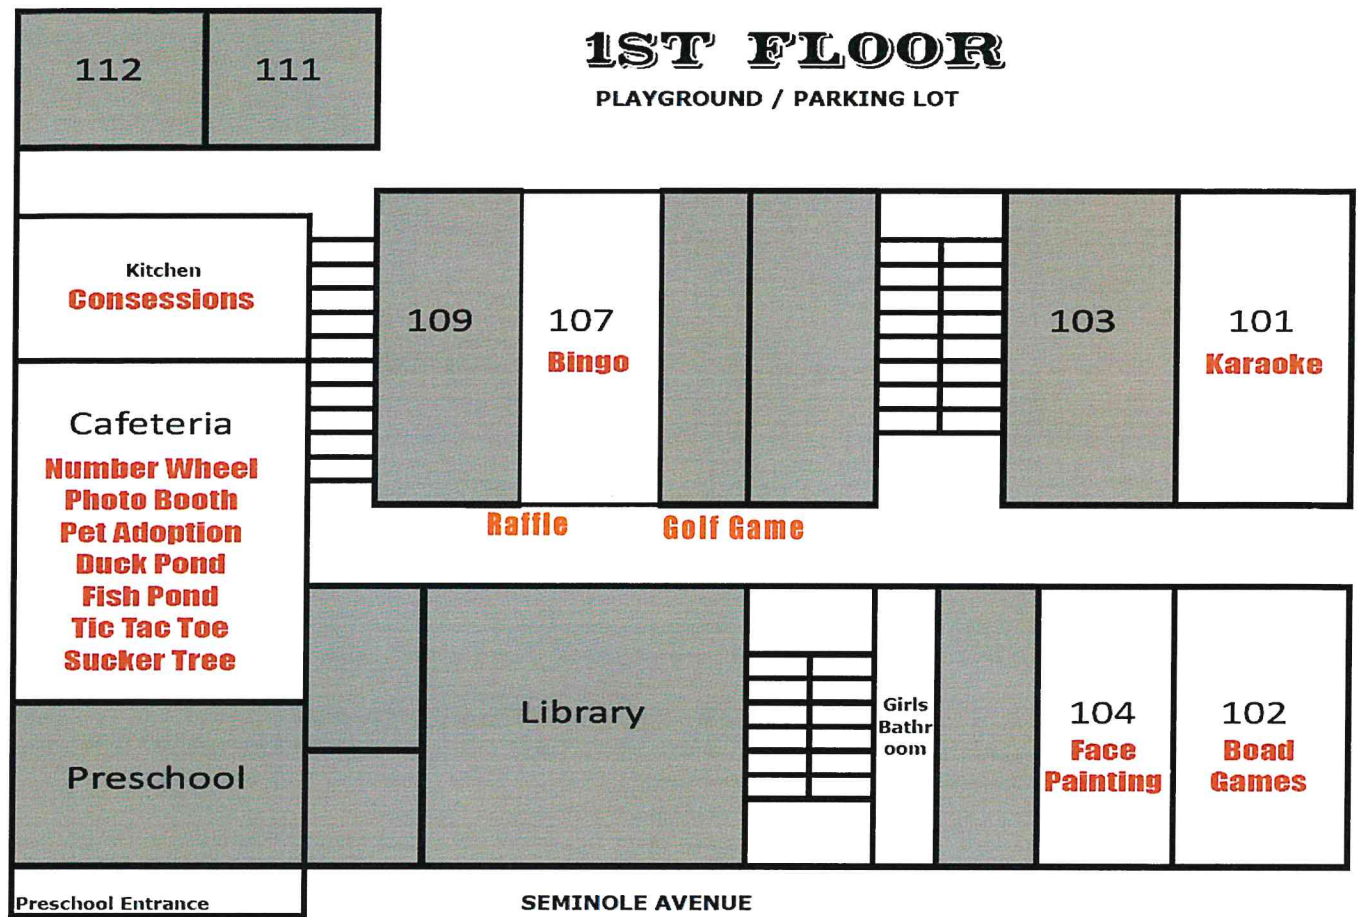 1ST FLOOR
PLAYGROUND / PARKING LOT
112
111
Kitchen
Consessions
109
107
Bingo
103
101
Karaoke
Cafeteria
Number Wheel
Photo Booth
Pet Adoption
Duck Pond
Fish Pond
Tic Tac Toe
Sucker Tree
Raffle
Golf Game
Preschool
Library
Girls
Bathr
oom
104
Face
Painting
102
Boad
Games
Preschool Entrance
SEMINOLE AVENUE